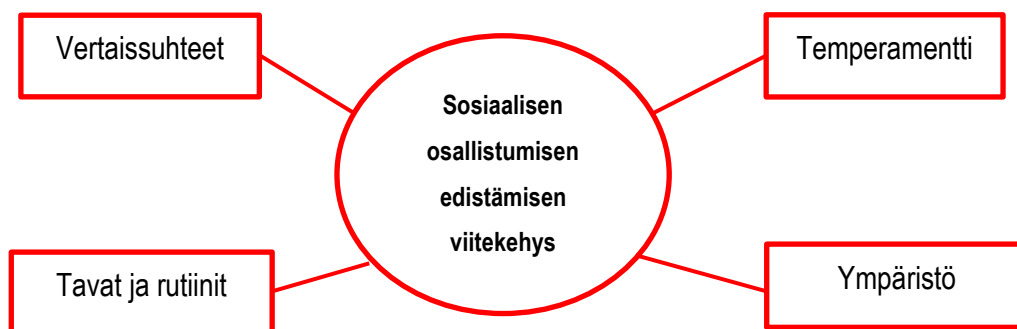 Vertaissuhteet
Temperamentti
Sosiaalisen
osallistumisen
edistämisen
viitekehys
Tavat ja rutiinit
Ympäristö